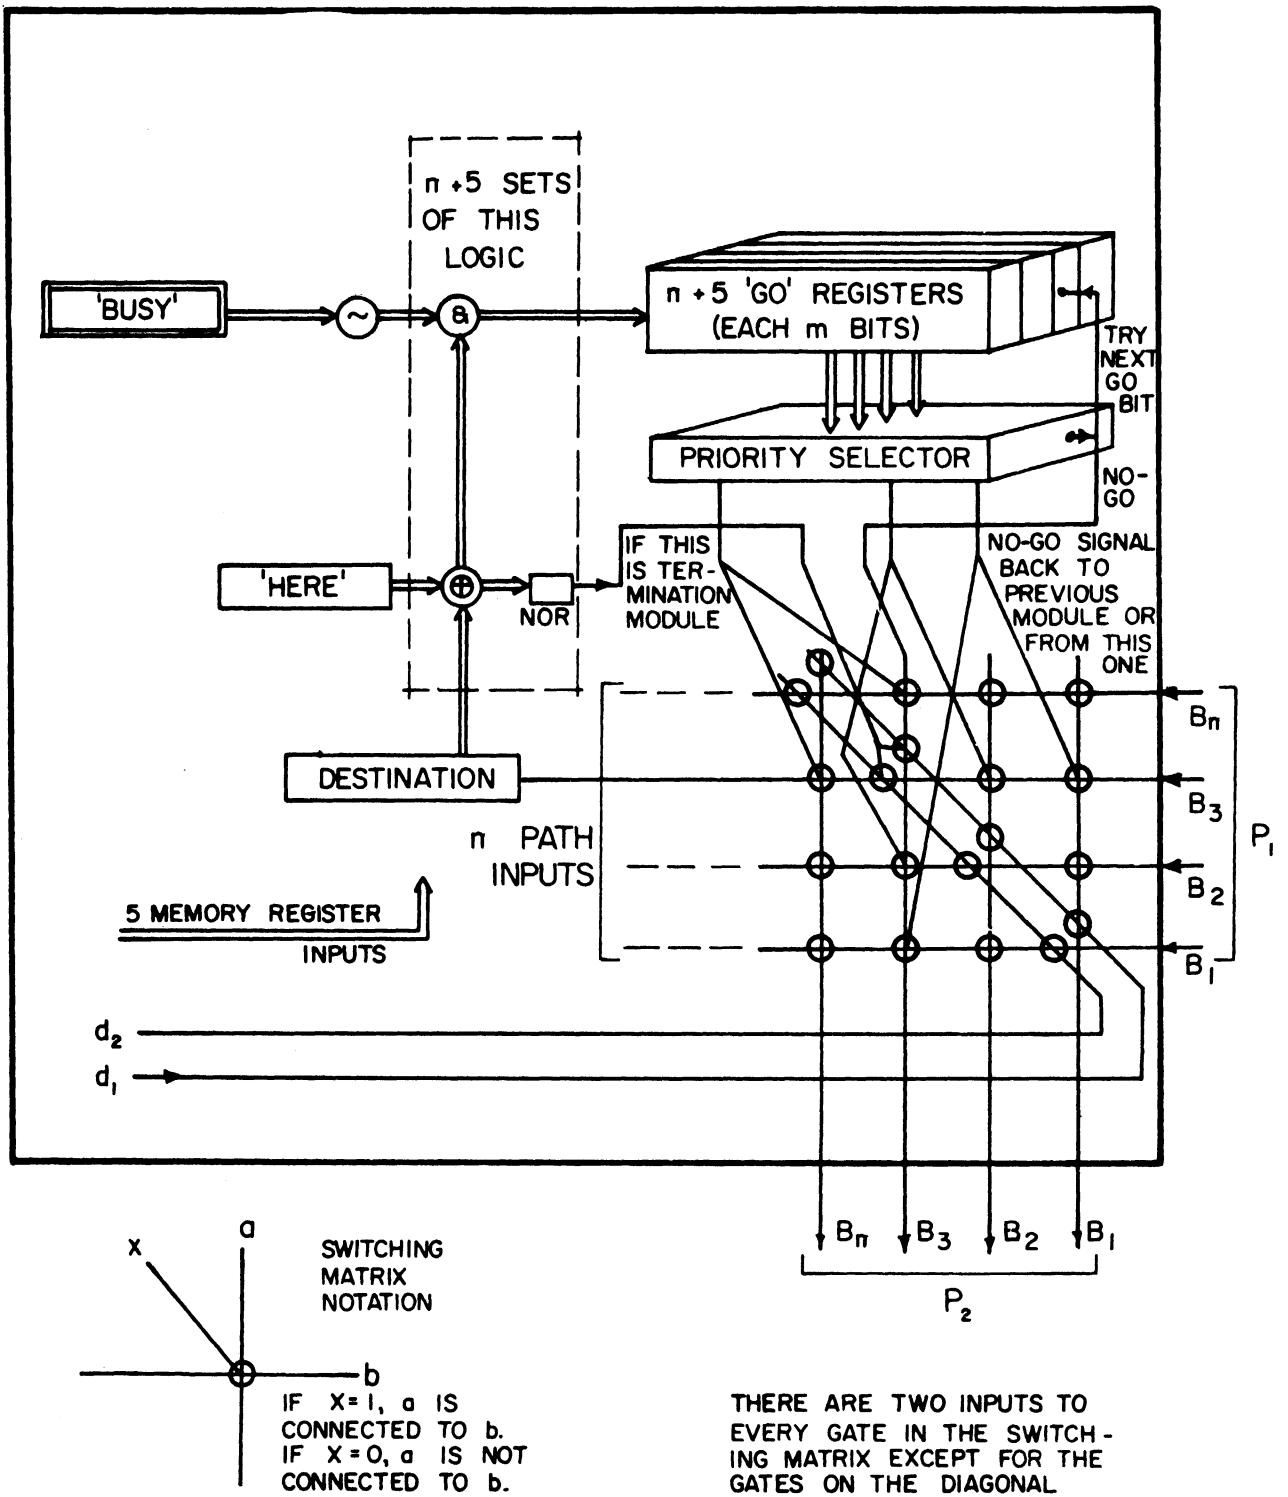 n +5 SETS
OF THIS
LOGIC
'BUSY'
~
&
n +5 'GO' REGISTERS
(EACH m BITS)
TRY
NEXT
GO
BIT
PRIORITY SELECTOR
NO-
GO
IF THIS
IS TER-
MINATION
MODULE
NO-GO SIGNAL
BACK TO
PREVIOUS
MODULE OR
FROM THIS
ONE
'HERE'
⊕
NOR
Bn
DESTINATION
B3
n PATH
INPUTS
P1
B2
5 MEMORY REGISTER
INPUTS
B1
d2
d1
Bn B3 B2 B1
P2
a
x
SWITCHING
MATRIX
NOTATION
b
IF X=1, a IS
CONNECTED TO b.
IF X=0, a IS NOT
CONNECTED TO b.
THERE ARE TWO INPUTS TO
EVERY GATE IN THE SWITCH-
ING MATRIX EXCEPT FOR THE
GATES ON THE DIAGONAL